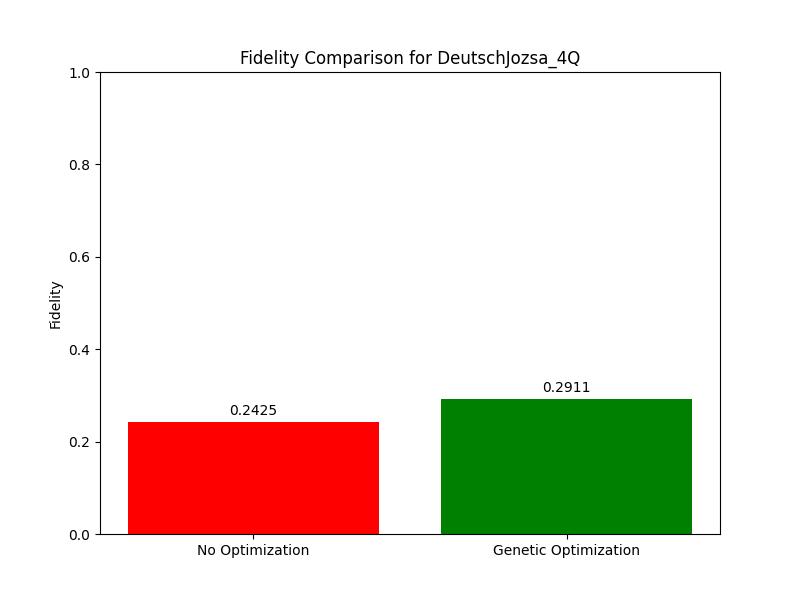 Fidelity Comparison for DeutschJozsa_4Q
1.0
0.8
0.6
0.4
0.2
0.0
Fidelity
0.2425
0.2911
No Optimization
Genetic Optimization